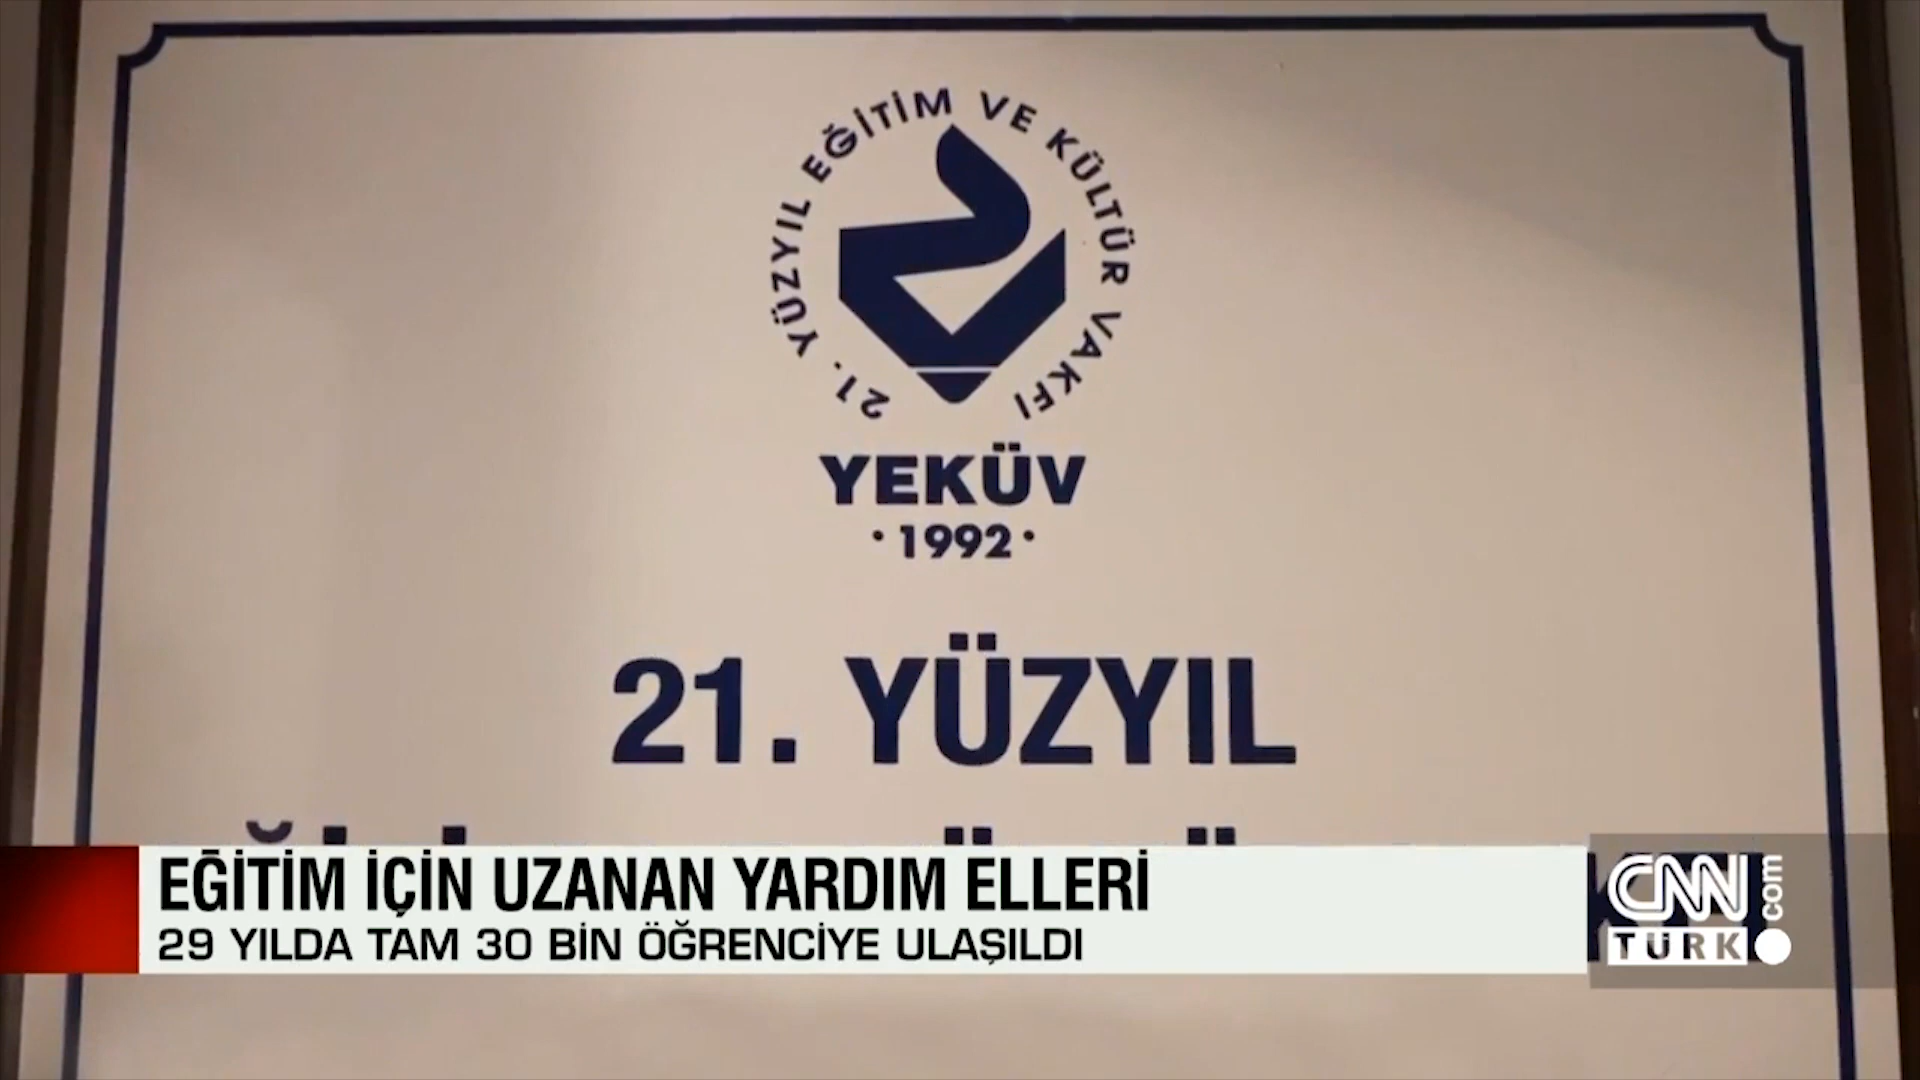 21. YÜZYIL EĞİTİM VE KÜLTÜR VAKFI
YEKÜV
• 1992 •
21. YÜZYIL
EĞİTİM İÇİN UZANAN YARDIM ELLERİ
29 YILDA TAM 30 BİN ÖĞRENCİYE ULAŞILDI
CNN
TÜRK
.com